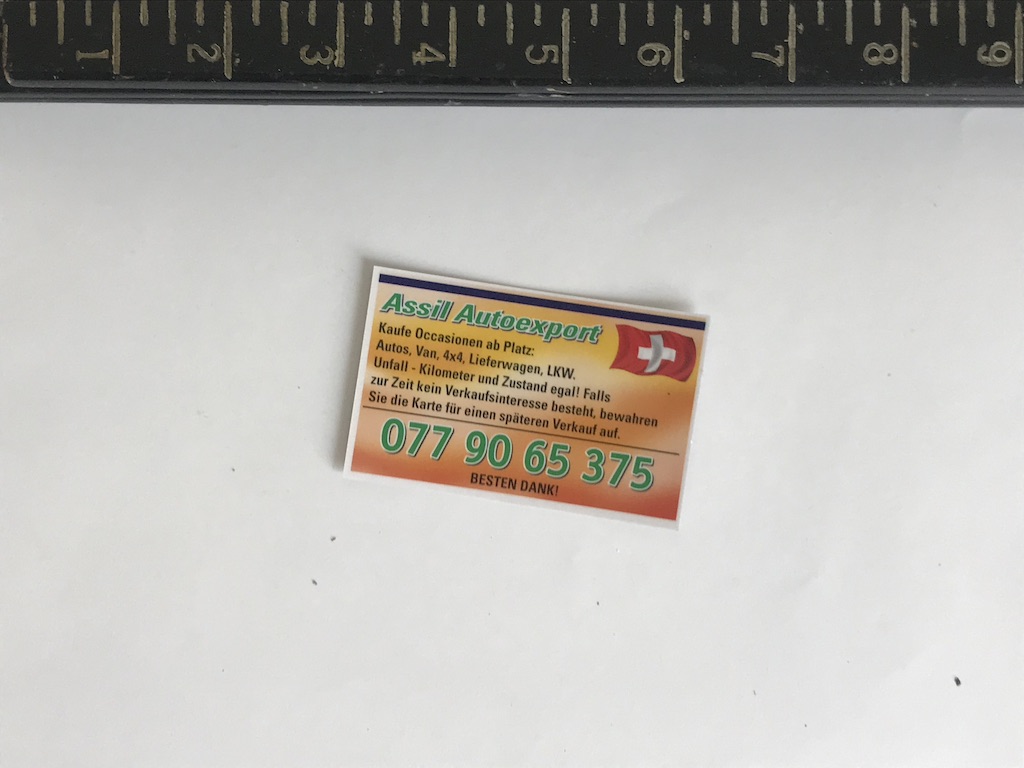 1 2 3 4 5 6 7 8 9
Assil Autoexport
Kaufe Occasionen ab Platz:
Autos, Van, 4x4, Lieferwagen, LKW.
Unfall - Kilometer und Zustand egal! Falls
zur Zeit kein Verkaufsinteresse besteht, bewahren
Sie die Karte für einen späteren Verkauf auf.
077 90 65 375
BESTEN DANK!